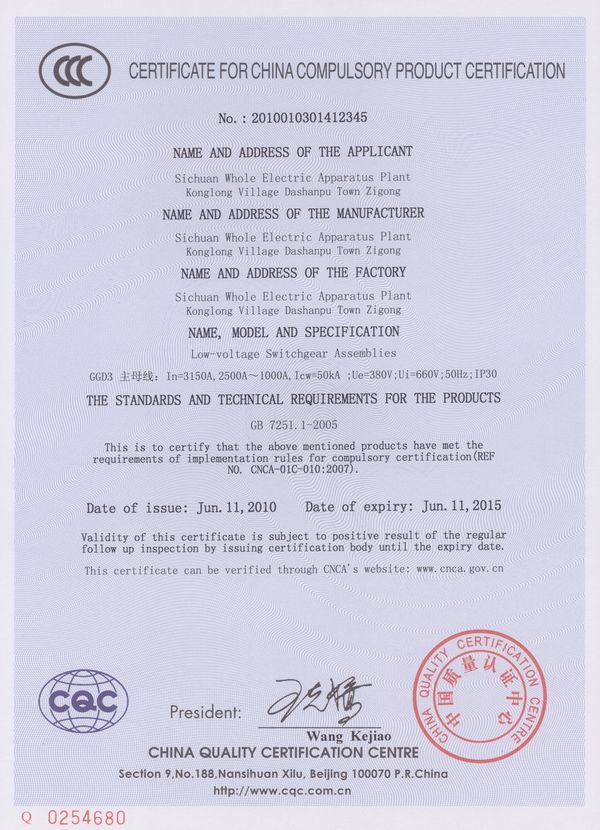 CCC
CERTIFICATE FOR CHINA COMPULSORY PRODUCT CERTIFICATION
No. : 2010010301412345
NAME AND ADDRESS OF THE APPLICANT
Sichuan Whole Electric Apparatus Plant
Konglong Village Dashanpu Town Zigong
NAME AND ADDRESS OF THE MANUFACTURER
Sichuan Whole Electric Apparatus Plant
Konglong Village Dashanpu Town Zigong
NAME AND ADDRESS OF THE FACTORY
Sichuan Whole Electric Apparatus Plant
Konglong Village Dashanpu Town Zigong
NAME, MODEL AND SPECIFICATION
Low-voltage Switchgear Assemblies
GGD3 主母线: In=3150A, 2500A～1000A, Icw=50kA ;Ue=380V;Ui=660V;50Hz;IP30
THE STANDARDS AND TECHNICAL REQUIREMENTS FOR THE PRODUCTS
GB 7251.1-2005
This is to certify that the above mentioned products have met the
requirements of implementation rules for compulsory certification(REF
NO. CNCA-01C-010:2007).
Date of issue: Jun. 11, 2010 Date of expiry: Jun. 11, 2015
Validity of this certificate is subject to positive result of the regular
follow up inspection by issuing certification body until the expiry date.
This certificate can be verified through CNCA's website: www.cnca.gov.cn
CHINA QUALITY CERTIFICATION CENTRE
中国质量认证中心
CQC
President:
Wang Kejiao
CHINA QUALITY CERTIFICATION CENTRE
Section 9,No.188,Nansihuan Xilu, Beijing 100070 P.R.China
http://www.cqc.com.cn
Q 0254680